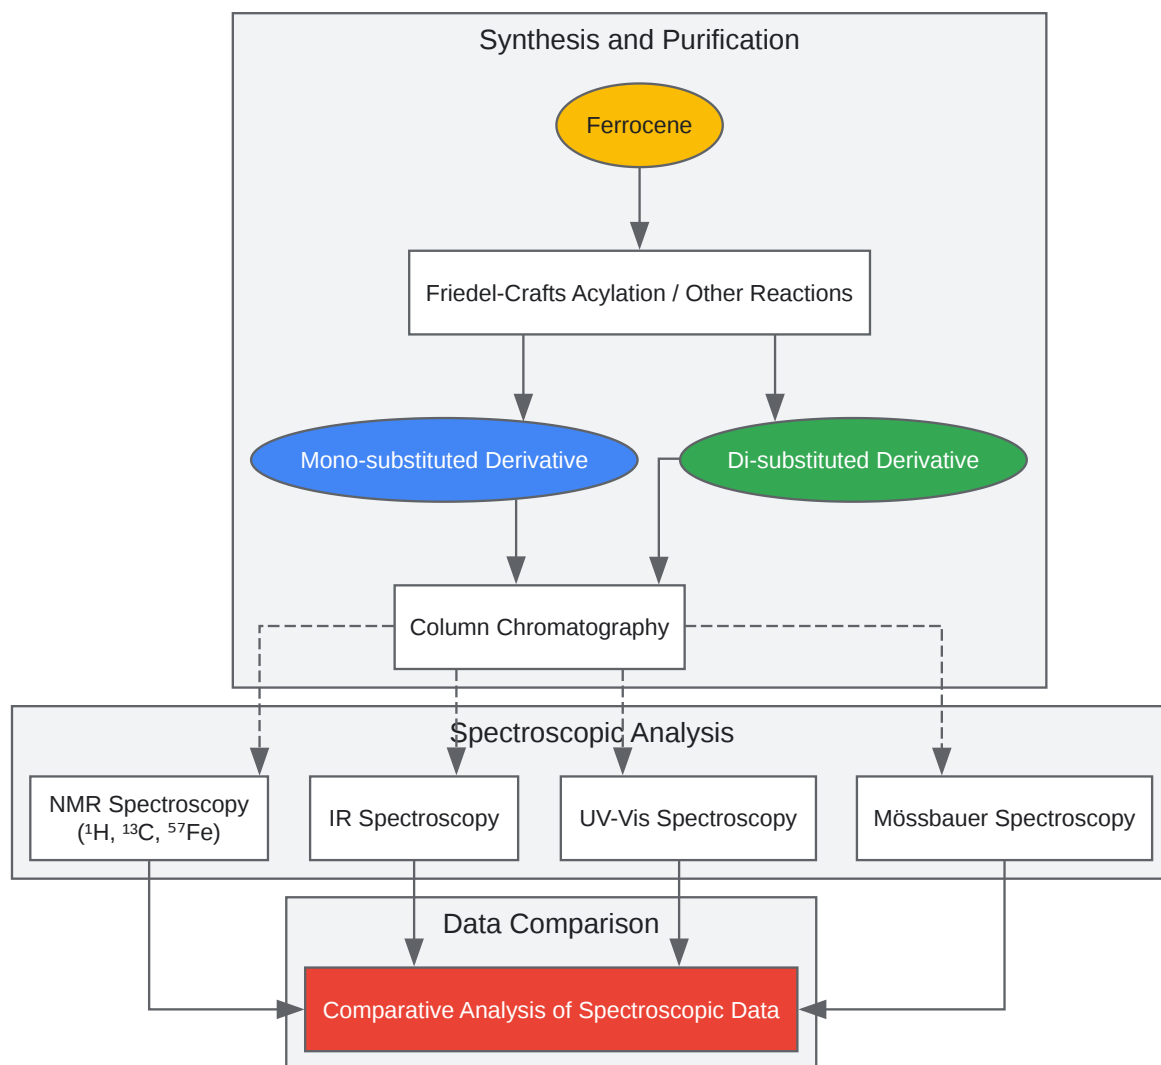 Synthesis and Purification
Ferrocene
Friedel-Crafts Acylation / Other Reactions
Mono-substituted Derivative
Di-substituted Derivative
Column Chromatography
Spectroscopic Analysis
NMR Spectroscopy
(¹H, ¹³C, ⁵⁷Fe)
IR Spectroscopy
UV-Vis Spectroscopy
Mössbauer Spectroscopy
Data Comparison
Comparative Analysis of Spectroscopic Data